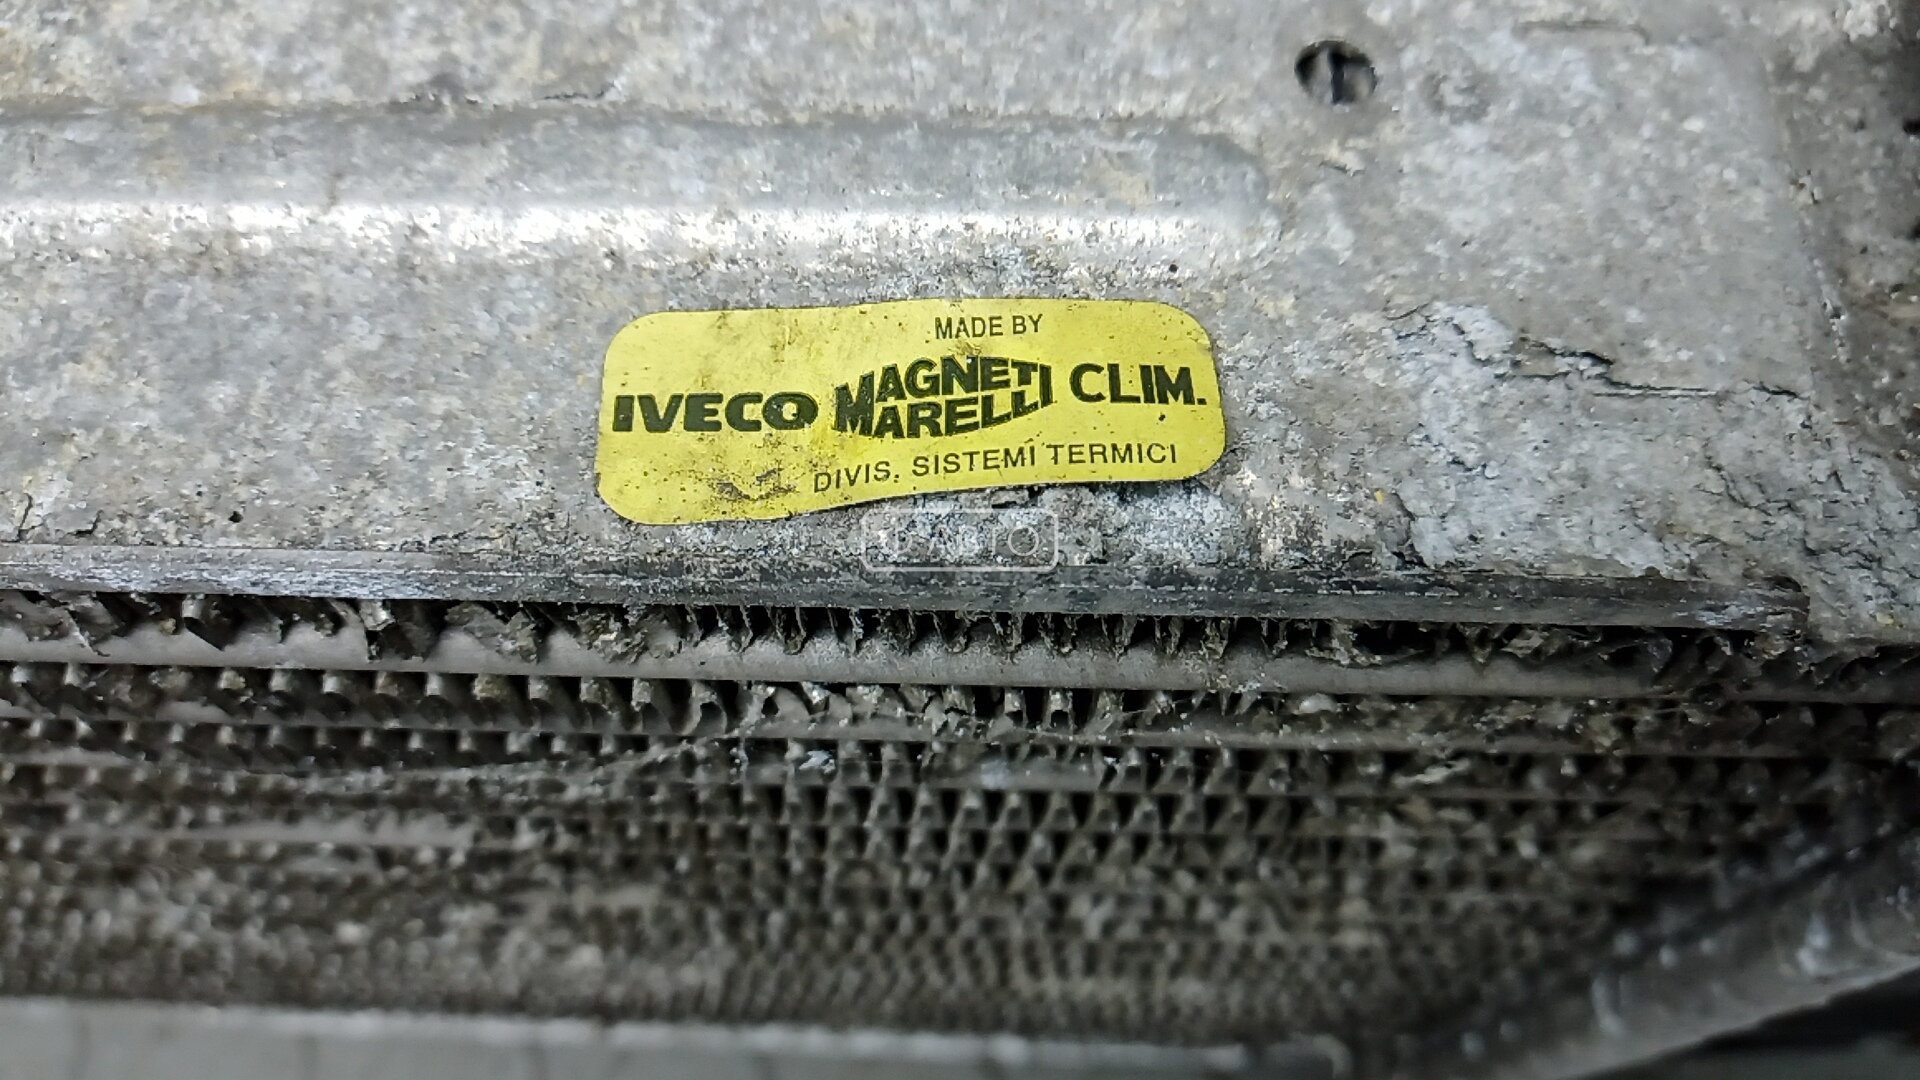 MADE BY
IVECO MAGNETI MARELLI CLIM.
DIVIS. SISTEMI TERMICI